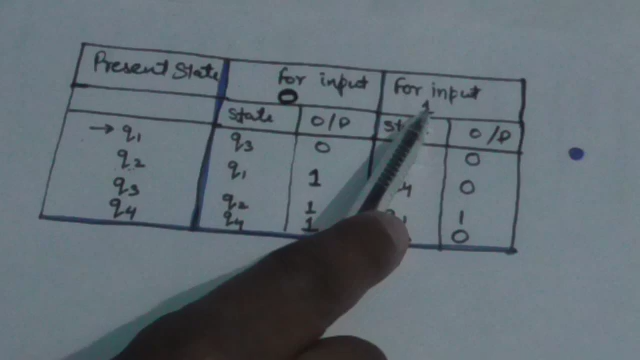 Present State For input 0 For input 1
State O/P O/P
→ q1 q3 0 0
q2 q1 1 0
q3 q2 1 1
q4 q4 1 0